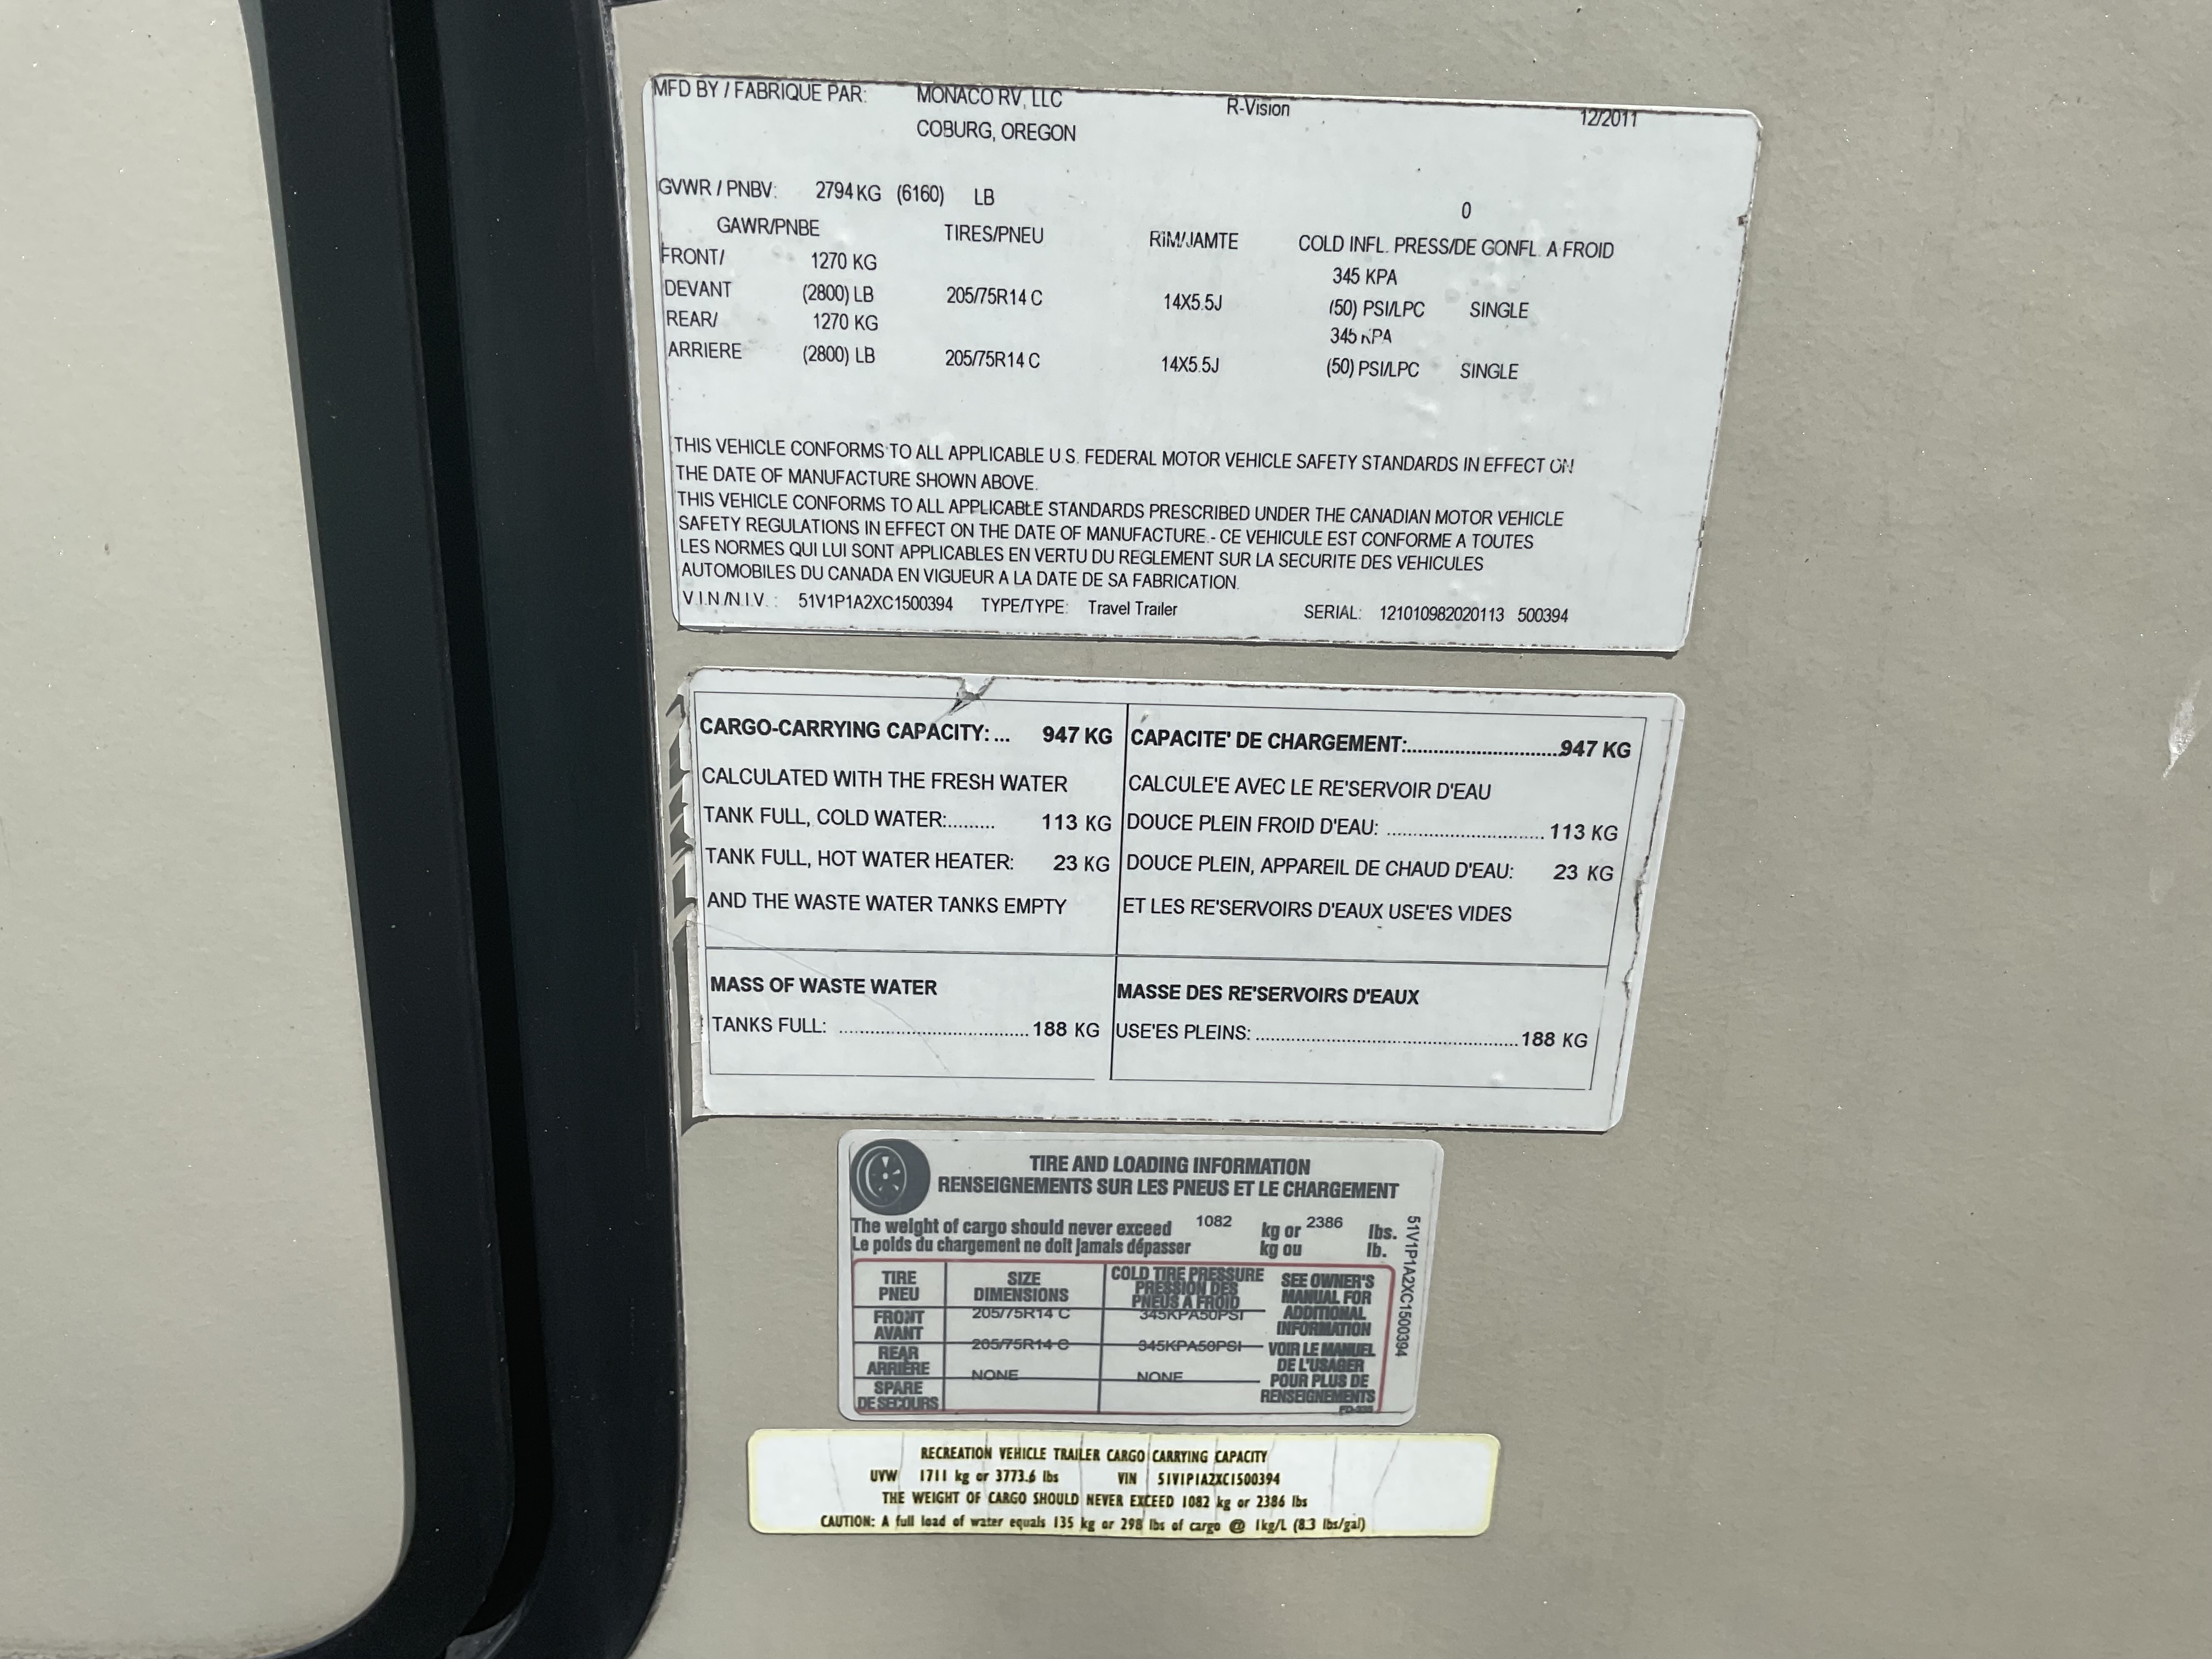 MFD BY / FABRIQUE PAR: MONACO RV, LLC R-Vision 12/2011
COBURG, OREGON
GVWR / PNBV: 2794 KG (6160) LB
0
GAWR/PNBE TIRES/PNEU RIM/JAMTE COLD INFL. PRESS/DE GONFL. A FROID
FRONT/ 1270 KG 345 KPA
DEVANT (2800) LB 205/75R14 C 14X5.5J (50) PSI/LPC SINGLE
REAR/ 1270 KG 345 KPA
ARRIERE (2800) LB 205/75R14 C 14X5.5J (50) PSI/LPC SINGLE
THIS VEHICLE CONFORMS TO ALL APPLICABLE U.S. FEDERAL MOTOR VEHICLE SAFETY STANDARDS IN EFFECT ON
THE DATE OF MANUFACTURE SHOWN ABOVE.
THIS VEHICLE CONFORMS TO ALL APPLICABLE STANDARDS PRESCRIBED UNDER THE CANADIAN MOTOR VEHICLE
SAFETY REGULATIONS IN EFFECT ON THE DATE OF MANUFACTURE.- CE VEHICULE EST CONFORME A TOUTES
LES NORMES QUI LUI SONT APPLICABLES EN VERTU DU REGLEMENT SUR LA SECURITE DES VEHICULES
AUTOMOBILES DU CANADA EN VIGUEUR A LA DATE DE SA FABRICATION.
V.I.N./N.I.V. : 51V1P1A2XC1500394 TYPE/TYPE: Travel Trailer SERIAL: 121010982020113 500394
CARGO-CARRYING CAPACITY: ... 947 KG
CALCULATED WITH THE FRESH WATER
TANK FULL, COLD WATER:......... 113 KG
TANK FULL, HOT WATER HEATER: 23 KG
AND THE WASTE WATER TANKS EMPTY
CAPACITE' DE CHARGEMENT:..............................947 KG
CALCULE'E AVEC LE RE'SERVOIR D'EAU
DOUCE PLEIN FROID D'EAU: .............................. 113 KG
DOUCE PLEIN, APPAREIL DE CHAUD D'EAU: 23 KG
ET LES RE'SERVOIRS D'EAUX USE'ES VIDES
MASS OF WASTE WATER
TANKS FULL: ....................................... 188 KG
MASSE DES RE'SERVOIRS D'EAUX
USE'ES PLEINS: ..................................................... 188 KG
TIRE AND LOADING INFORMATION
RENSEIGNEMENTS SUR LES PNEUS ET LE CHARGEMENT
The weight of cargo should never exceed 1082 kg or 2386 lbs.
Le poids du chargement ne doit jamais dépasser kg ou lb.
TIRE
PNEU
SIZE
DIMENSIONS
COLD TIRE PRESSURE
PRESSION DES
PNEUS A FROID
FRONT
AVANT
205/75R14 C 345KPA50PSI
REAR
ARRIÈRE
205/75R14 C 345KPA50PSI
SPARE
DE SECOURS
NONE NONE
SEE OWNER'S
MANUAL FOR
ADDITIONAL
INFORMATION
VOIR LE MANUEL
DE L'USAGER
POUR PLUS DE
RENSEIGNEMENTS
51V1P1A2XC1500394
RECREATION VEHICLE TRAILER CARGO CARRYING CAPACITY
UVW 1711 kg or 3773.6 lbs VIN 51V1P1A2XC1500394
THE WEIGHT OF CARGO SHOULD NEVER EXCEED 1082 kg or 2386 lbs
CAUTION: A full load of water equals 135 kg or 298 lbs of cargo @ 1kg/L (8.3 lbs/gal)